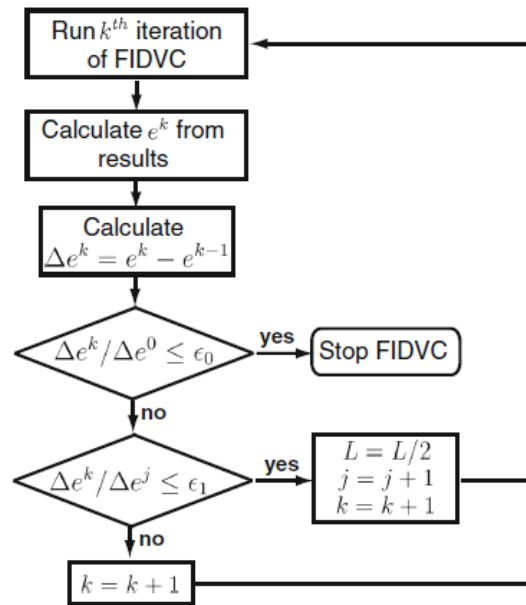 Run k^{th} iteration
of FIDVC
Calculate e^k from
results
Calculate
Δe^k = e^k − e^{k−1}
Δe^k/Δe^0 ≤ ϵ_0
yes
Stop FIDVC
no
Δe^k/Δe^j ≤ ϵ_1
yes
L = L/2
j = j + 1
k = k + 1
no
k = k + 1